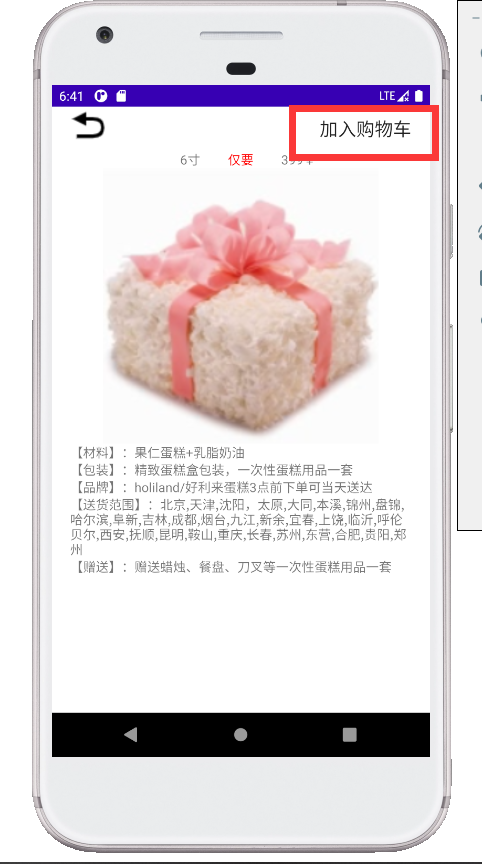 6:41 LTE
加入购物车
6寸 仅要
【材料】：果仁蛋糕+乳脂奶油
【包装】：精致蛋糕盒包装，一次性蛋糕用品一套
【品牌】：holiland/好利来蛋糕3点前下单可当天送达
【送货范围】：北京,天津,沈阳，太原,大同,本溪,锦州,盘锦,
哈尔滨,阜新,吉林,成都,烟台,九江,新余,宜春,上饶,临沂,呼伦
贝尔,西安,抚顺,昆明,鞍山,重庆,长春,苏州,东营,合肥,贵阳,郑
州
【赠送】：赠送蜡烛、餐盘、刀叉等一次性蛋糕用品一套